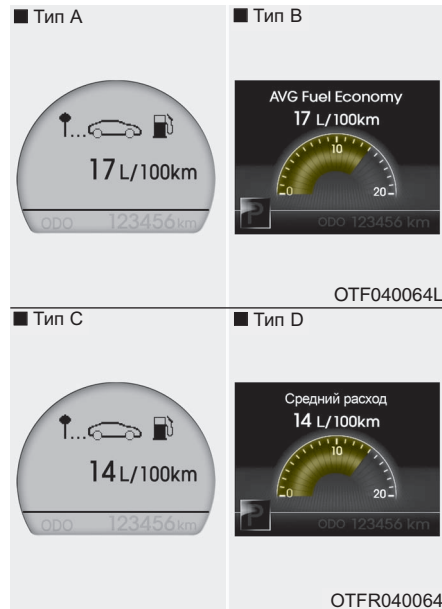 ■ Тип A
17 L/100km
ODO 123456 km
■ Тип B
AVG Fuel Economy
17 L/100km
10
0 20
P
ODO 123456 km
OTF040064L
■ Тип C
14 L/100km
ODO 123456 km
■ Тип D
Средний расход
14 L/100km
10
0 20
P
ODO 123456 km
OTFR040064